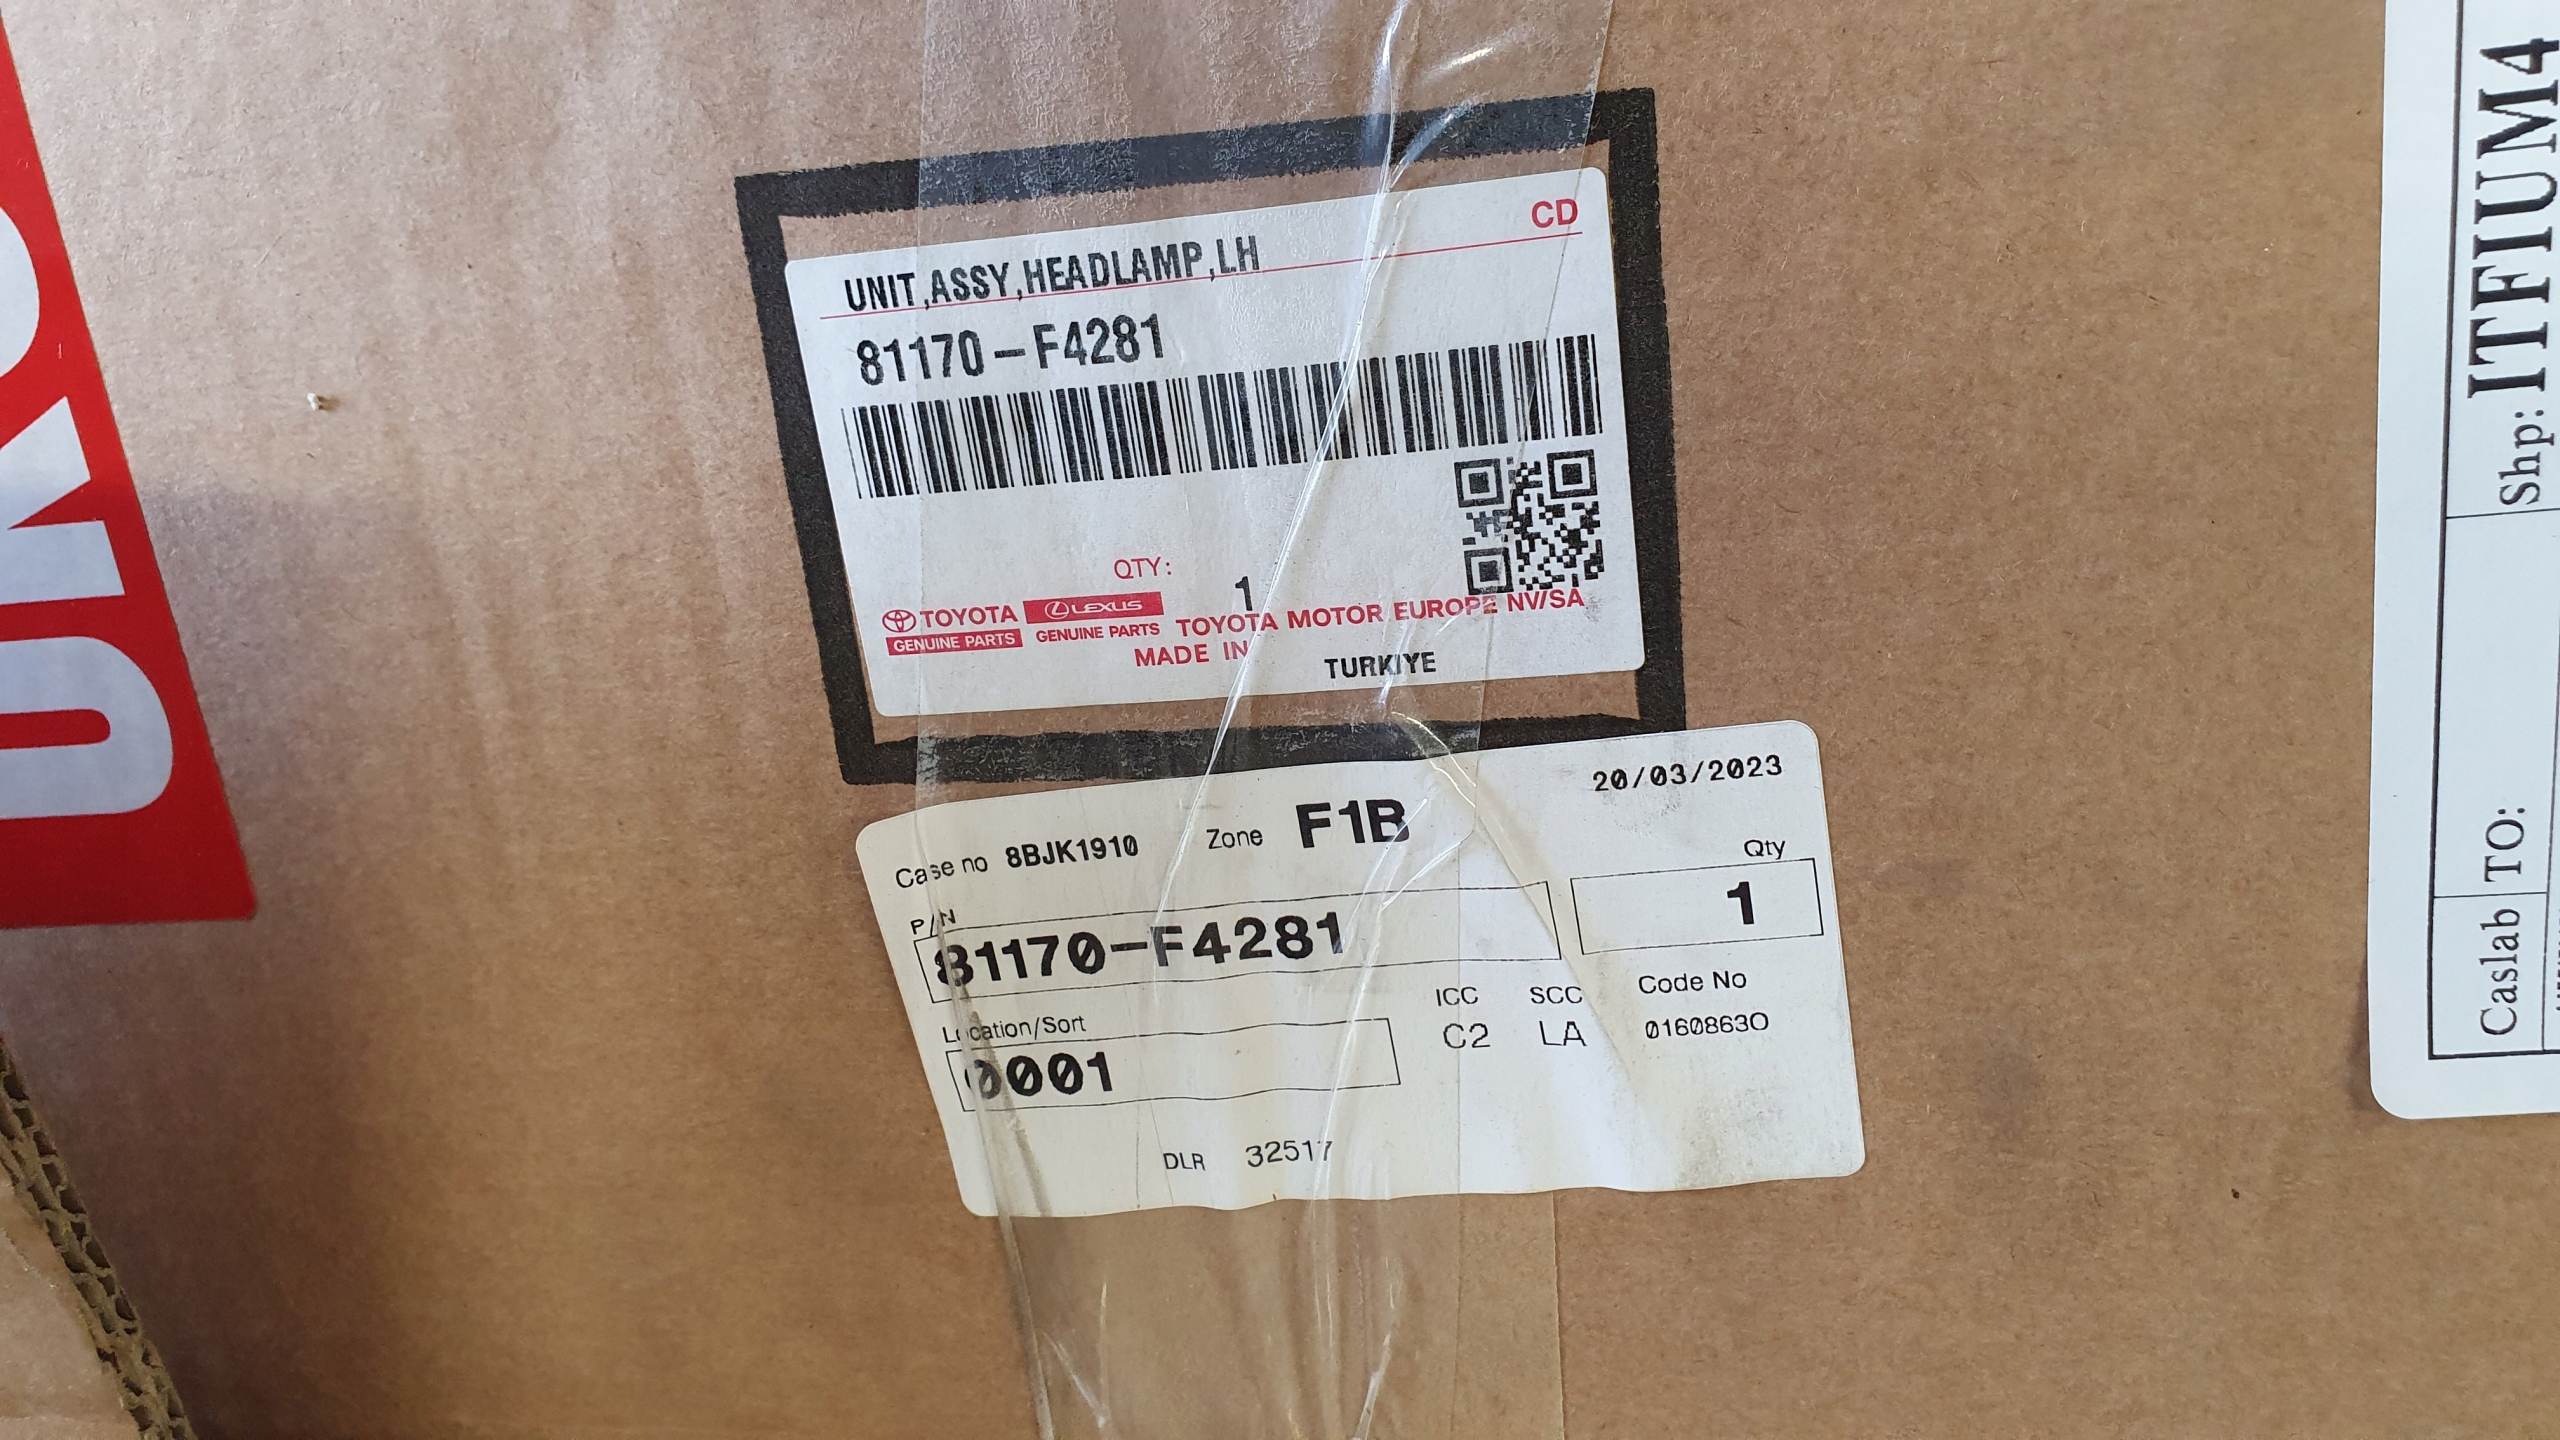 CD
UNIT,ASSY,HEADLAMP,LH
81170-F4281
QTY: 1
TOYOTA LEXUS
GENUINE PARTS GENUINE PARTS TOYOTA MOTOR EUROPE NV/SA
MADE IN TURKIYE
20/03/2023
Case no 8BJK1910 Zone F1B
P/N Qty
81170-F4281 1
Location/Sort ICC SCC Code No
0001 C2 LA 01608630
DLR 32517
Shp: ITFIUM4
Caslab TO: